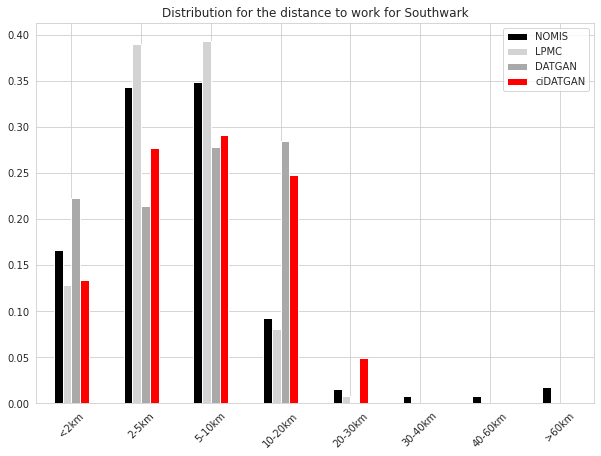 Distribution for the distance to work for Southwark
NOMIS
LPMC
DATGAN
ciDATGAN
0.40
0.35
0.30
0.25
0.20
0.15
0.10
0.05
0.00
<2km
2-5km
5-10km
10-20km
20-30km
30-40km
40-60km
>60km